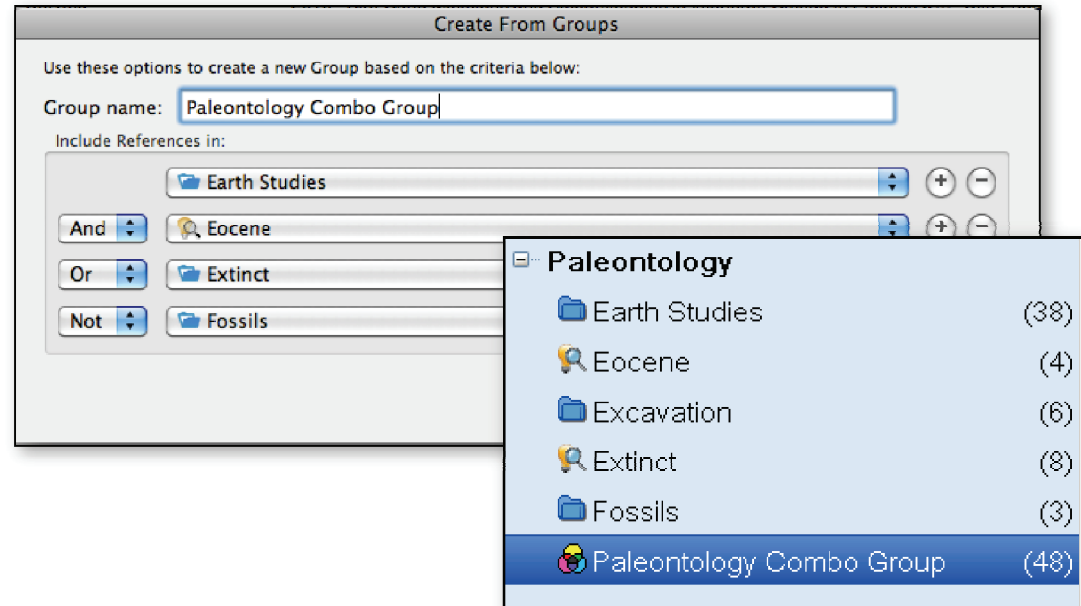 Create From Groups
Use these options to create a new Group based on the criteria below:
Group name: Paleontology Combo Group
Include References in:
Earth Studies
And Eocene
Or Extinct
Not Fossils
Paleontology
Earth Studies (38)
Eocene (4)
Excavation (6)
Extinct (8)
Fossils (3)
Paleontology Combo Group (48)